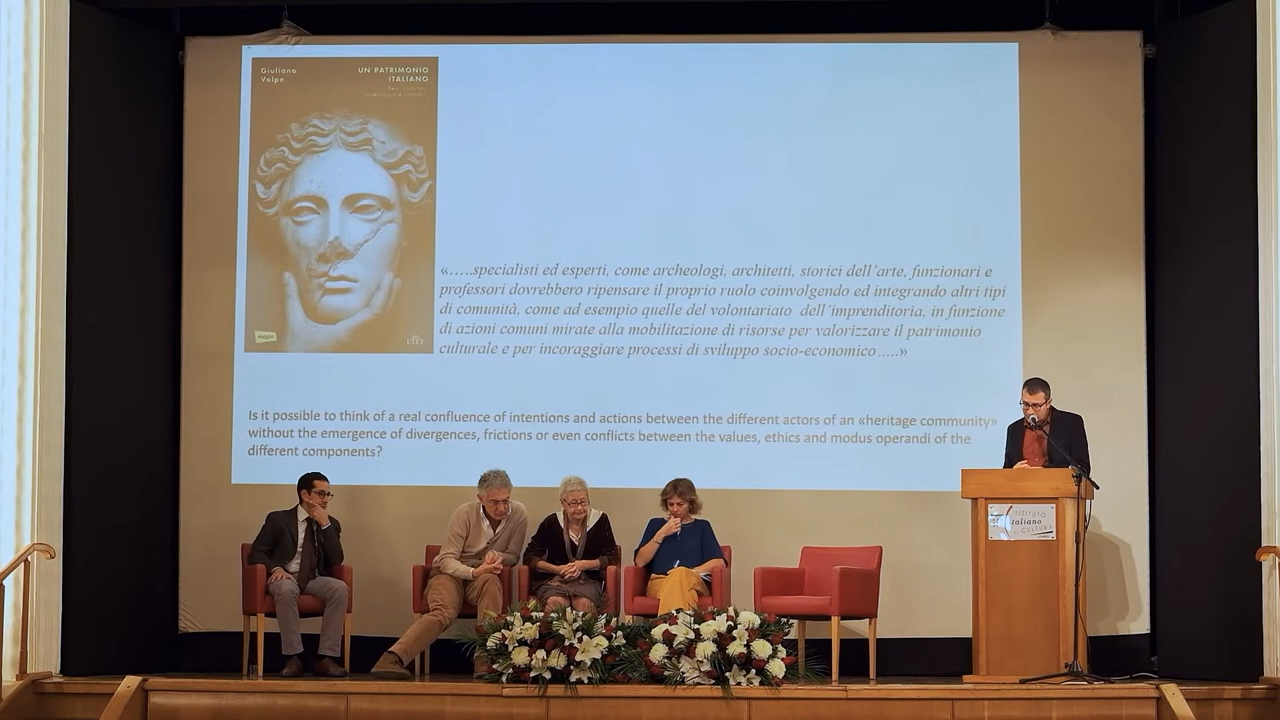 Giuliano
Volpe
UN PATRIMONIO
ITALIANO
«.....specialisti ed esperti, come archeologi, architetti, storici dell'arte, funzionari e
professori dovrebbero ripensare il proprio ruolo coinvolgendo ed integrando altri tipi
di comunità, come ad esempio quelle del volontariato dell'imprenditoria, in funzione
di azioni comuni mirate alla mobilitazione di risorse per valorizzare il patrimonio
culturale e per incoraggiare processi di sviluppo socio-economico.....»
UTET
Is it possible to think of a real confluence of intentions and actions between the different actors of an «heritage community»
without the emergence of divergences, frictions or even conflicts between the values, ethics and modus operandi of the
different components?
ISTITUTO
italiano
di CULTURA